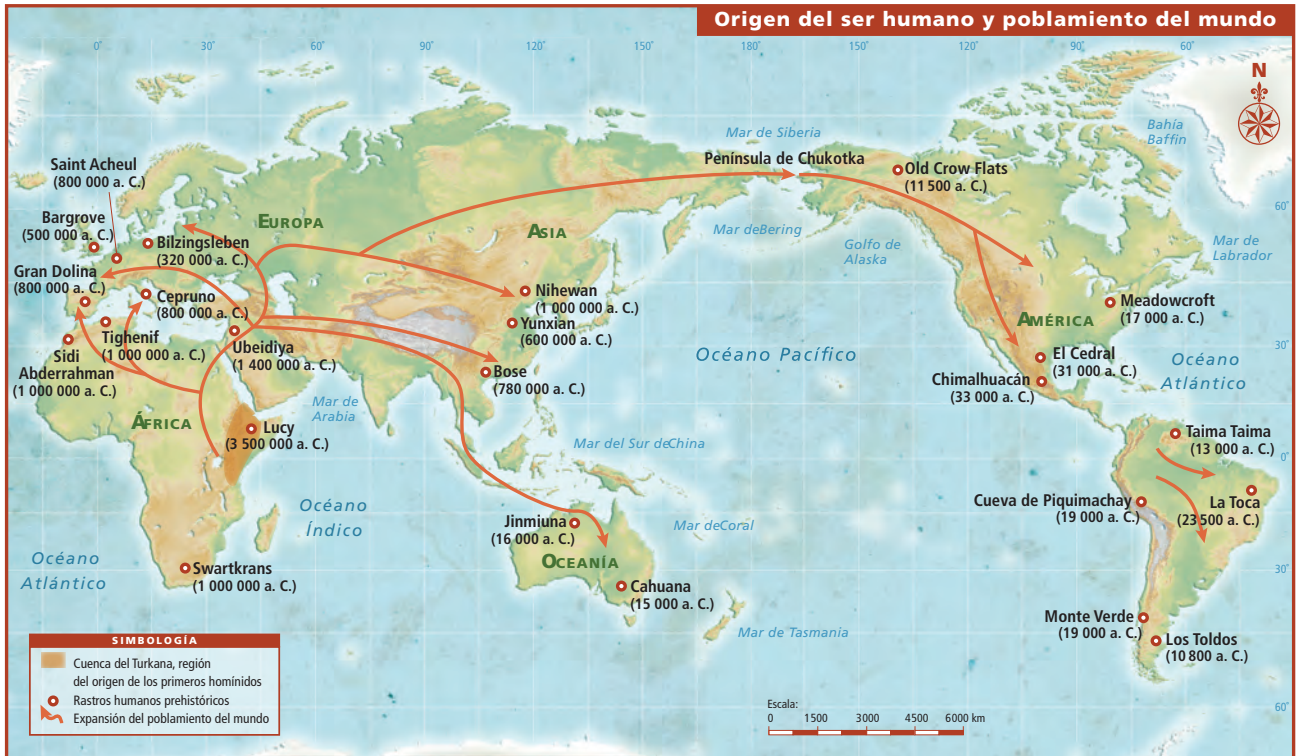 Origen del ser humano y poblamiento del mundo
0°
30°
60°
90°
120°
150°
180°
150°
120°
90°
60°
N
Mar de Siberia
Bahía
Baffin
Península de Chukotka
Old Crow Flats
(11 500 a. C.)
Saint Acheul
(800 000 a. C.)
Bargrove
(500 000 a. C.)
Bilzingsleben
(320 000 a. C.)
EUROPA
ASIA
60°
60°
Mar deBering
Golfo de
Alaska
Mar de
Labrador
Gran Dolina
(800 000 a. C.)
Cepruno
(800 000 a. C.)
Nihewan
(1 000 000 a. C.)
Meadowcroft
(17 000 a. C.)
Tighenif
(1 000 000 a. C.)
Ubeidiya
(1 400 000 a. C.)
Yunxian
(600 000 a. C.)
AMÉRICA
Sidi
Abderrahman
(1 000 000 a. C.)
30°
30°
Océano Pacífico
El Cedral
(31 000 a. C.)
Océano
Atlántico
Bose
(780 000 a. C.)
Chimalhuacán
(33 000 a. C.)
Mar de
Arabia
ÁFRICA
Lucy
(3 500 000 a. C.)
Mar del Sur deChina
Taima Taima
(13 000 a. C.)
0°
0°
Océano
Índico
Cueva de Piquimachay
(19 000 a. C.)
La Toca
(23 500 a. C.)
Jinmiuna
(16 000 a. C.)
Mar deCoral
OCEANÍA
Océano
Atlántico
Swartkrans
(1 000 000 a. C.)
Cahuana
(15 000 a. C.)
30°
30°
Mar de Tasmania
Monte Verde
(19 000 a. C.)
Los Toldos
(10 800 a. C.)
SIMBOLOGÍA
Cuenca del Turkana, región
del origen de los primeros homínidos
Rastros humanos prehistóricos
Expansión del poblamiento del mundo
Escala:
0 1500 3000 4500 6000 km
60°
60°